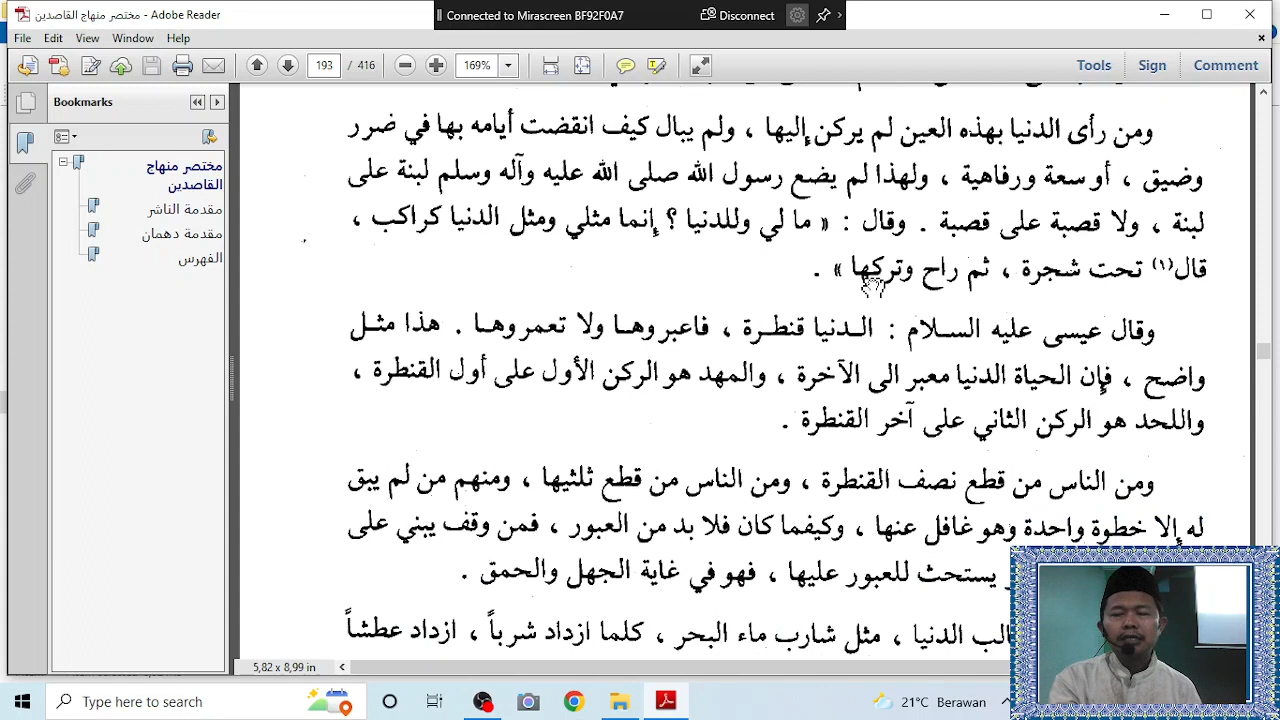 مختصر منهاج القاصدين.pdf - Adobe Reader
Connected to Mirascreen BF92F0A7
Disconnect
File Edit View Window Help
193 / 416
169%
Tools Sign Comment
Bookmarks
مختصر منهاج
القاصدين
مقدمة الناشر
مقدمة دهمان
الفهرس
ومن رأى الدنيا بهذه العين لم يركن إليها ، ولم يبال كيف انقضت أيامه بها في ضرر
وضيق ، أو سعة ورفاهية ، ولهذا لم يضع رسول الله صلى الله عليه وآله وسلم لبنة على
لبنة ، ولا قصبة على قصبة . وقال : « ما لي وللدنيا ؟ إنما مثلي ومثل الدنيا كراكب ،
قال(١) تحت شجرة ، ثم راح وتركها » .
وقال عيسى عليه السلام : الدنيا قنطرة ، فاعبروها ولا تعمروها . هذا مثل
واضح ، فإن الحياة الدنيا معبر الى الآخرة ، والمهد هو الركن الأول على أول القنطرة ،
واللحد هو الركن الثاني على آخر القنطرة .
ومن الناس من قطع نصف القنطرة ، ومن الناس من قطع ثلثيها ، ومنهم من لم يبق
له إلا خطوة واحدة وهو غافل عنها ، وكيفما كان فلا بد من العبور ، فمن وقف يبني على
يستحث للعبور عليها ، فهو في غاية الجهل والحمق .
الدنيا ، مثل شارب ماء البحر ، كلما ازداد شرباً ، ازداد عطشاً
5,82 x 8,99 in
Type here to search
21°C Berawan